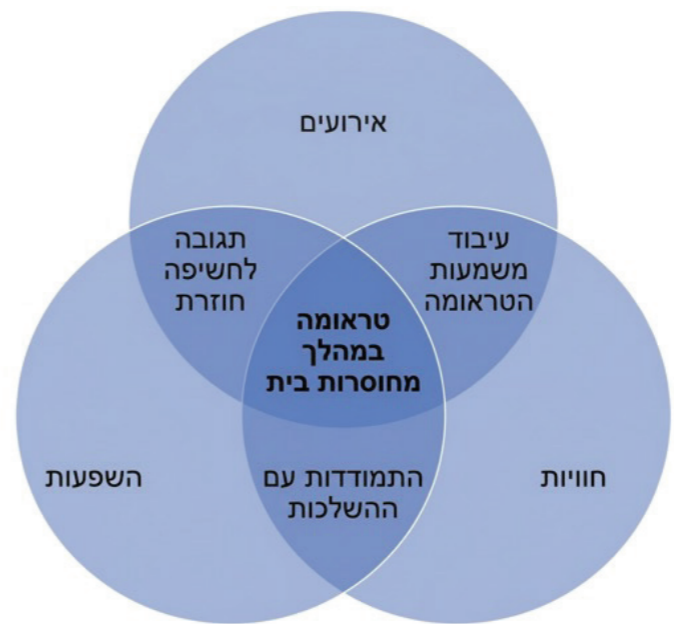 אירועים
עיבוד
משמעות
הטראומה
תגובה
לחשיפה
חוזרת
טראומה
במהלך
מחוסרות בית
חוויות
התמודדות עם
ההשלכות
השפעות